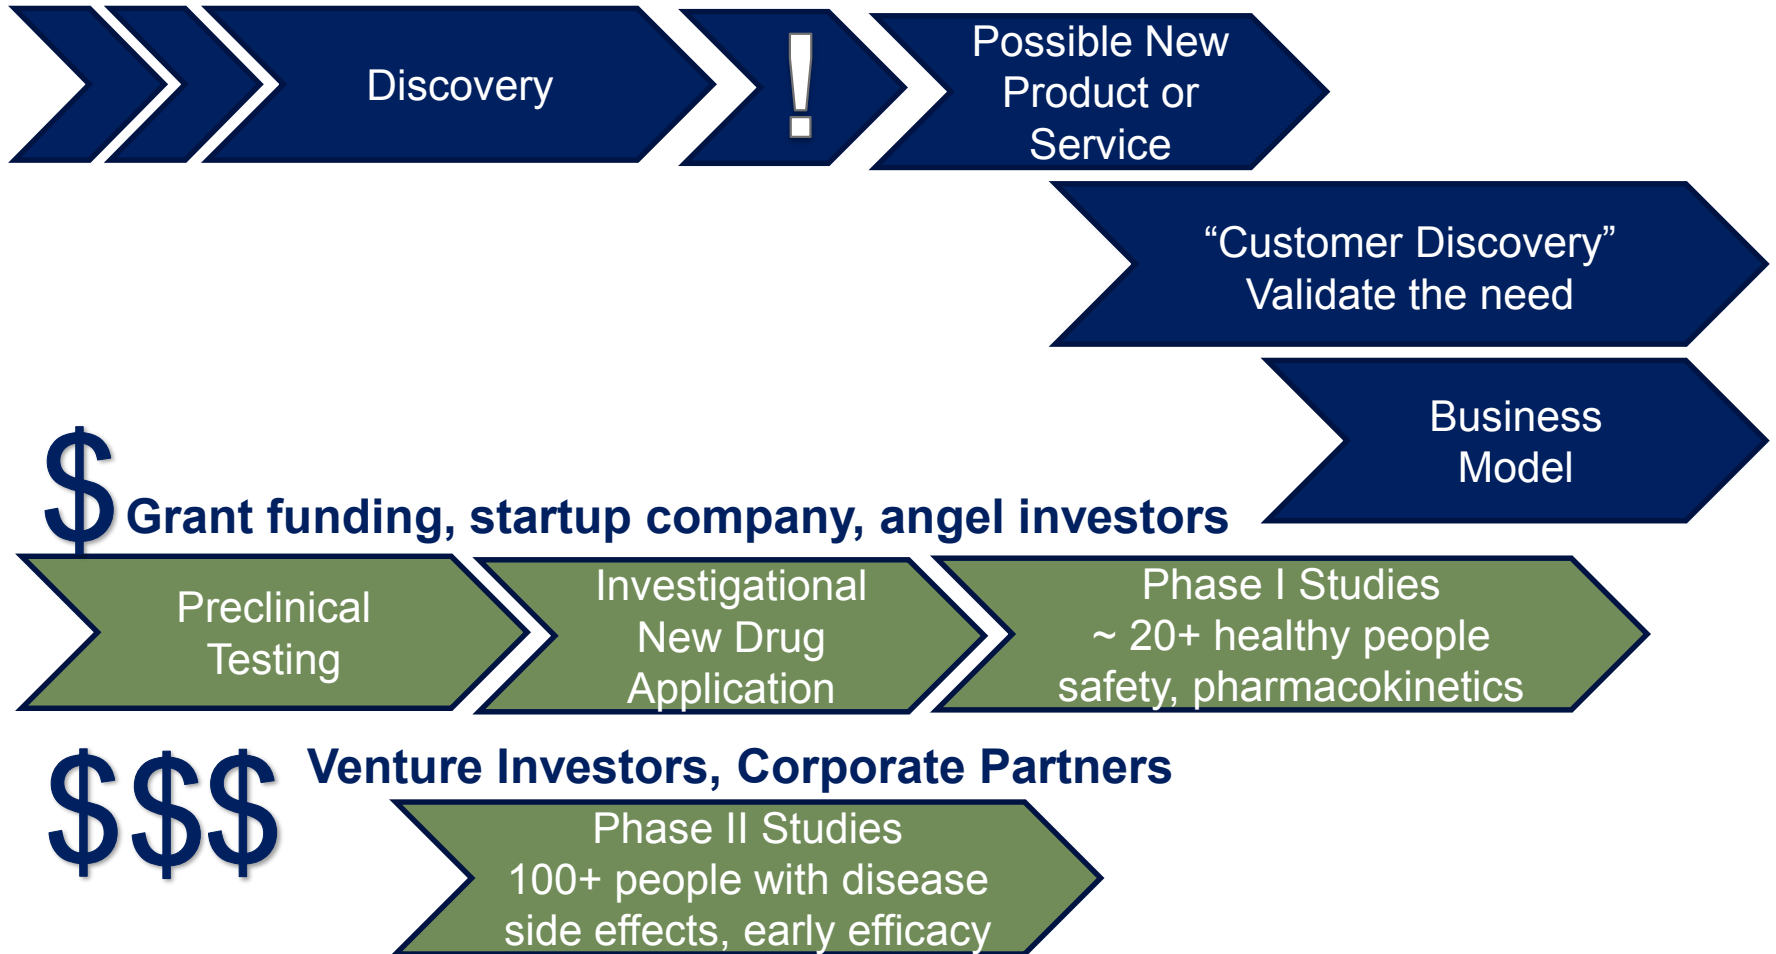 Discovery
!
Possible New
Product or
Service
“Customer Discovery”
Validate the need
Business
Model
$
Grant funding, startup company, angel investors
Preclinical
Testing
Investigational
New Drug
Application
Phase I Studies
~ 20+ healthy people
safety, pharmacokinetics
$$$
Venture Investors, Corporate Partners
Phase II Studies
100+ people with disease
side effects, early efficacy